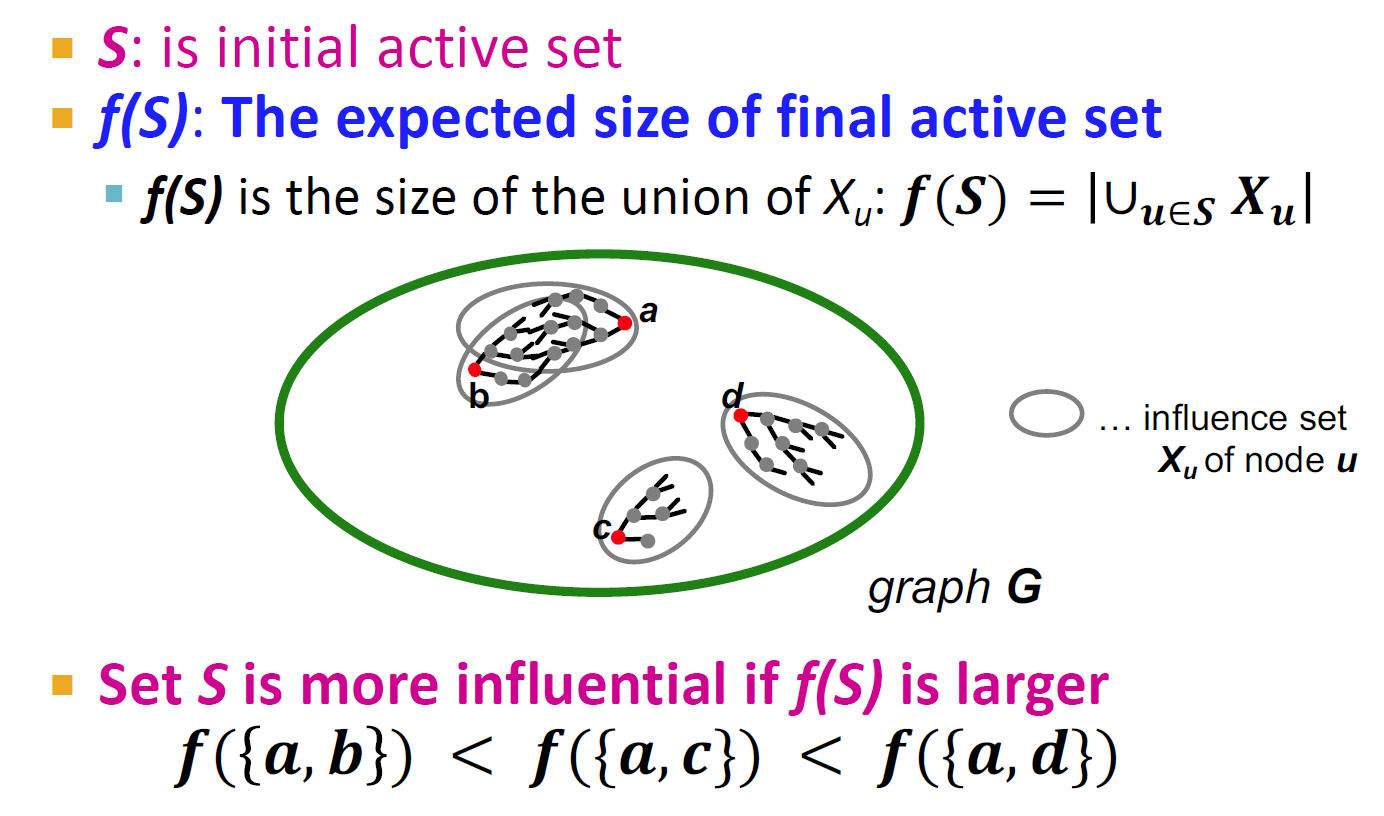 S: is initial active set
f(S): The expected size of final active set
f(S) is the size of the union of Xu: f(S) = |∪u∈S Xu|
a
b
d
c
… influence set
Xu of node u
graph G
Set S is more influential if f(S) is larger
f({a, b}) < f({a, c}) < f({a, d})